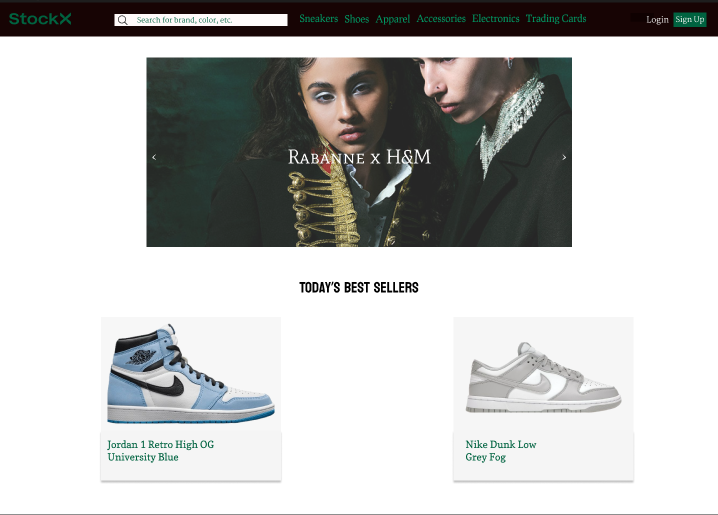 StockX
Search for brand, color, etc.
Sneakers Shoes Apparel Accessories Electronics Trading Cards
Login Sign Up
Rabanne x H&M
TODAY'S BEST SELLERS
Jordan 1 Retro High OG
University Blue
Nike Dunk Low
Grey Fog